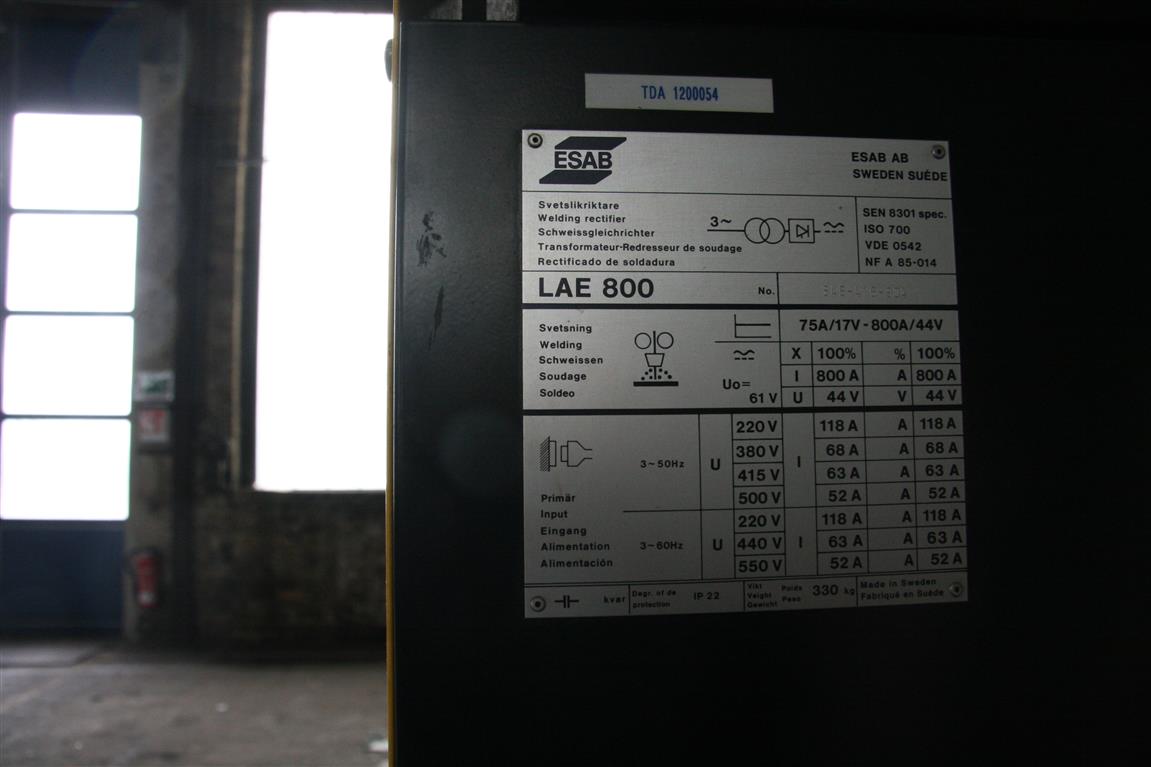 TDA 1200054
ESAB
ESAB AB
SWEDEN SUÉDE
Svetslikriktare
Welding rectifier
Schweissgleichrichter
Transformateur-Redresseur de soudage
Rectificado de soldadura
3~
SEN 8301 spec.
ISO 700
VDE 0542
NF A 85-014
LAE 800
No.
Svetsning
Welding
Schweissen
Soudage
Soldeo
Uo=
61 V
75A/17V - 800A/44V
X 100% % 100%
I 800 A A 800 A
U 44 V V 44 V
Primär
Input
Eingang
Alimentation
Alimentación
3~50Hz
U
I
220 V 118 A A 118 A
380 V 68 A A 68 A
415 V 63 A A 63 A
500 V 52 A A 52 A
3~60Hz
U
I
220 V 118 A A 118 A
440 V 63 A A 63 A
550 V 52 A A 52 A
kvar
Degr. of de
protection
IP 22
Vikt Poids
Weight Peso
Gewicht
330 kg
Made in Sweden
Fabriqué en Suéde